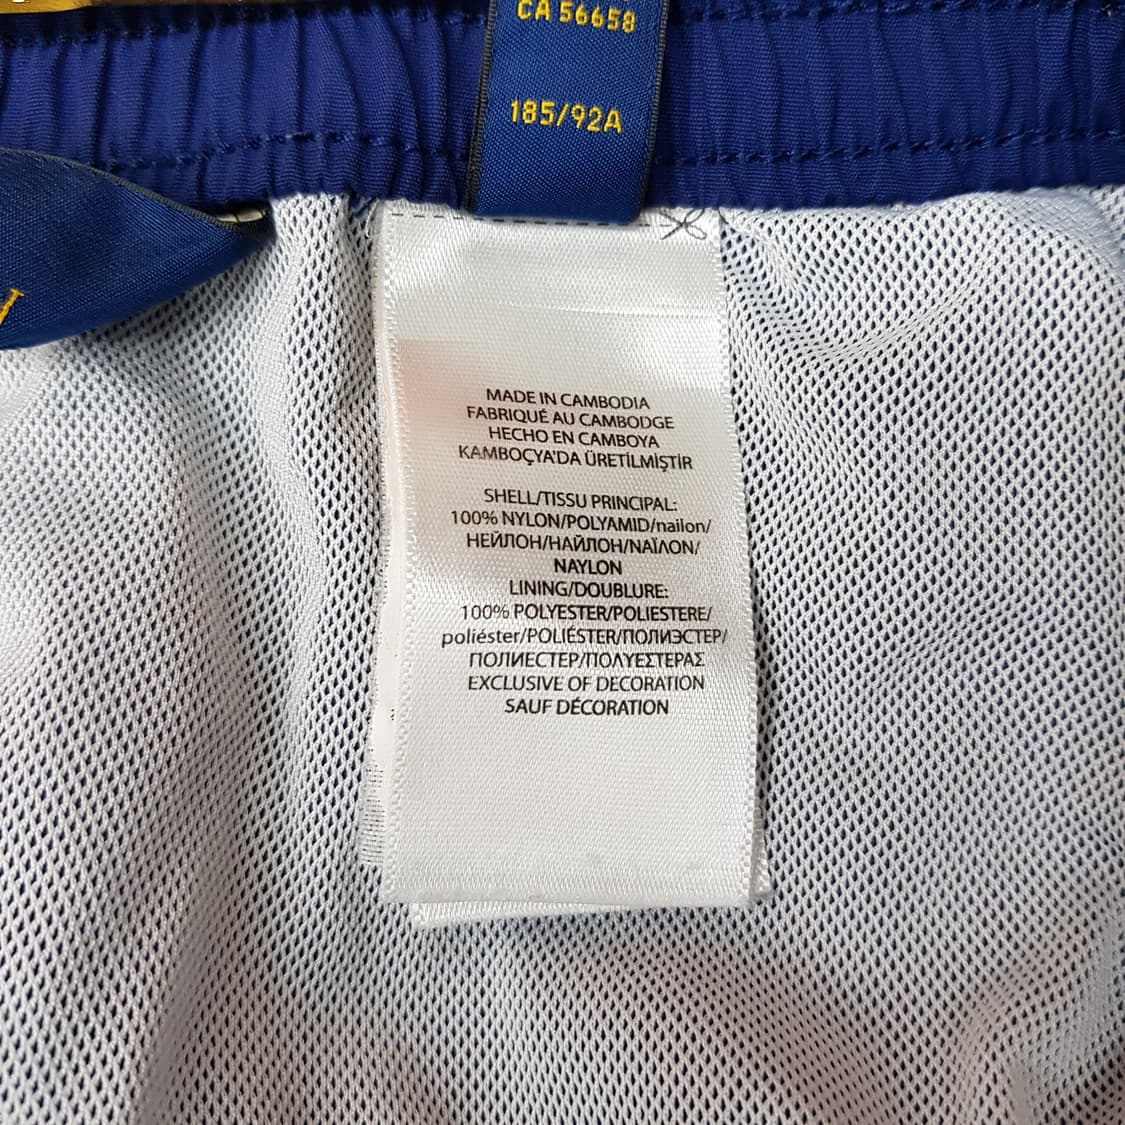 CA 56658
185/92A
MADE IN CAMBODIA
FABRIQUÉ AU CAMBODGE
HECHO EN CAMBOYA
KAMBOÇYA'DA ÜRETİLMİŞTİR
SHELL/TISSU PRINCIPAL:
100% NYLON/POLYAMID/nailon/
НЕЙЛОН/НАЙЛОН/ΝΑΪΛΟΝ/
NAYLON
LINING/DOUBLURE:
100% POLYESTER/POLIESTERE/
poliéster/POLIÉSTER/ПОЛИЭСТЕР/
ПОЛИЕСТЕР/ΠΟΛΥΕΣΤΕΡΑΣ
EXCLUSIVE OF DECORATION
SAUF DÉCORATION